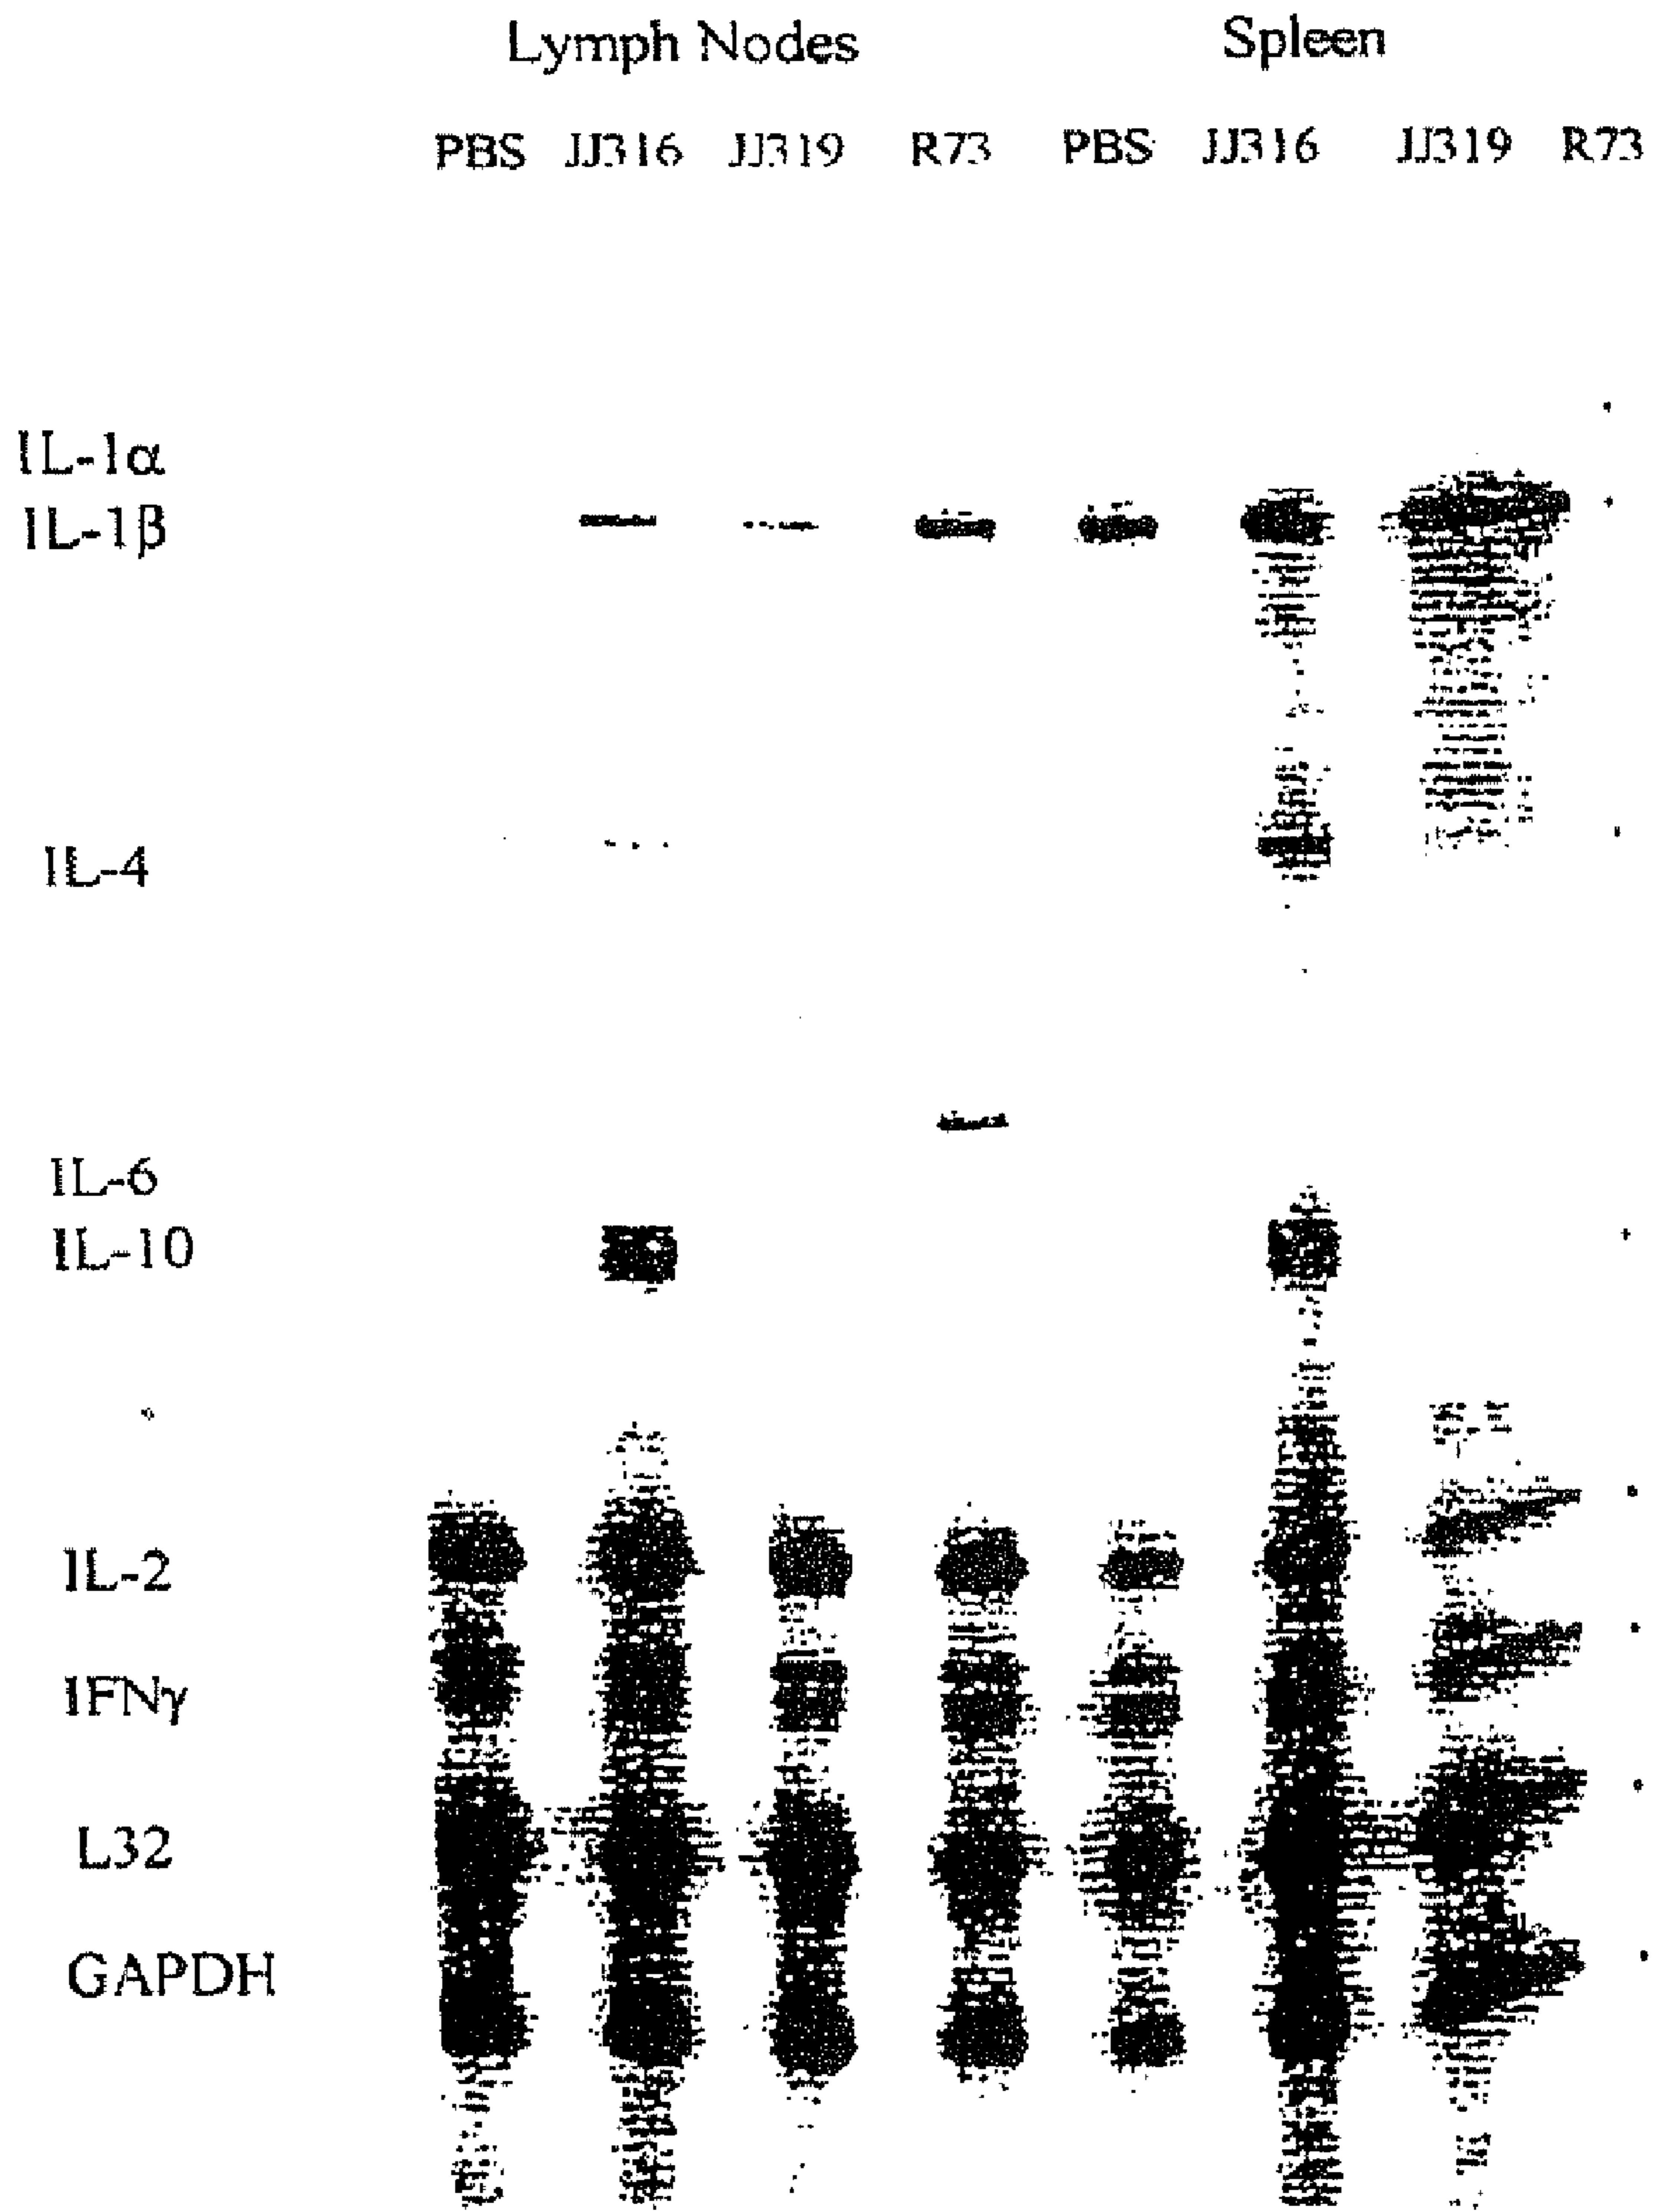 Lymph Nodes Spleen
PBS JJ316 JJ319 R73 PBS JJ316 JJ319 R73
IL-1α
IL-1β
IL-4
IL-6
IL-10
IL-2
IFNγ
L32
GAPDH